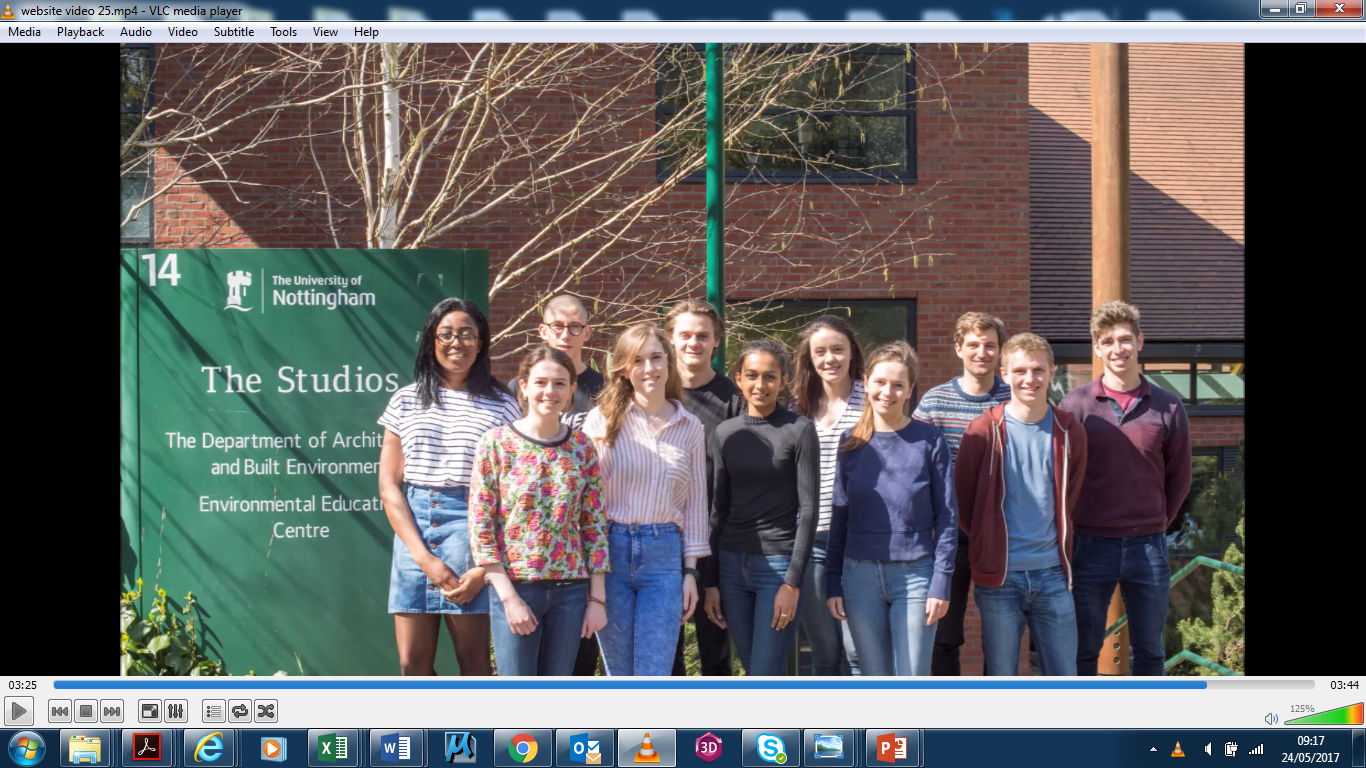 website video 25.mp4 - VLC media player
Media Playback Audio Video Subtitle Tools View Help
14
The University of
Nottingham
The Studios
The Department of Archit
and Built Environmen
Environmental Educati
Centre
03:25
03:44
125%
09:17
24/05/2017